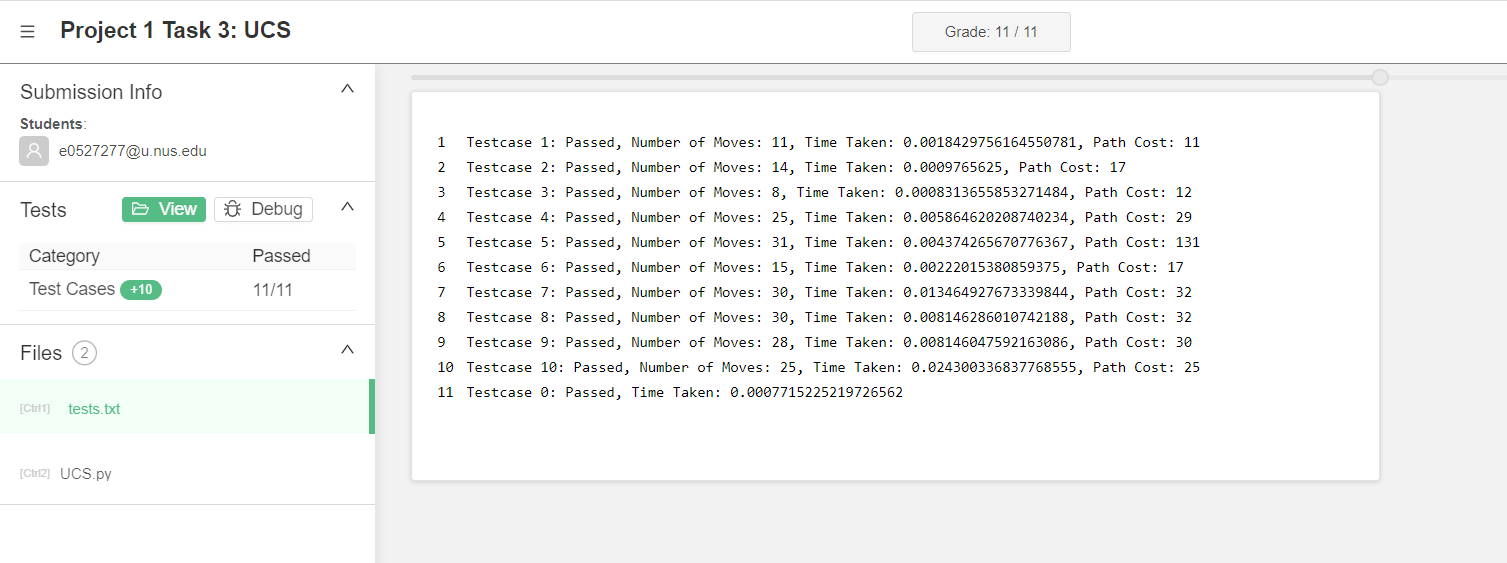 Project 1 Task 3: UCS
Grade: 11 / 11
Submission Info
Students:
e0527277@u.nus.edu
Tests
View
Debug
Category Passed
Test Cases +10 11/11
Files 2
[Ctrl1] tests.txt
[Ctrl2] UCS.py
1 Testcase 1: Passed, Number of Moves: 11, Time Taken: 0.0018429756164550781, Path Cost: 11
2 Testcase 2: Passed, Number of Moves: 14, Time Taken: 0.0009765625, Path Cost: 17
3 Testcase 3: Passed, Number of Moves: 8, Time Taken: 0.0008313655853271484, Path Cost: 12
4 Testcase 4: Passed, Number of Moves: 25, Time Taken: 0.005864620208740234, Path Cost: 29
5 Testcase 5: Passed, Number of Moves: 31, Time Taken: 0.004374265670776367, Path Cost: 131
6 Testcase 6: Passed, Number of Moves: 15, Time Taken: 0.00222015380859375, Path Cost: 17
7 Testcase 7: Passed, Number of Moves: 30, Time Taken: 0.013464927673339844, Path Cost: 32
8 Testcase 8: Passed, Number of Moves: 30, Time Taken: 0.008146286010742188, Path Cost: 32
9 Testcase 9: Passed, Number of Moves: 28, Time Taken: 0.008146047592163086, Path Cost: 30
10 Testcase 10: Passed, Number of Moves: 25, Time Taken: 0.024300336837768555, Path Cost: 25
11 Testcase 0: Passed, Time Taken: 0.0007715225219726562